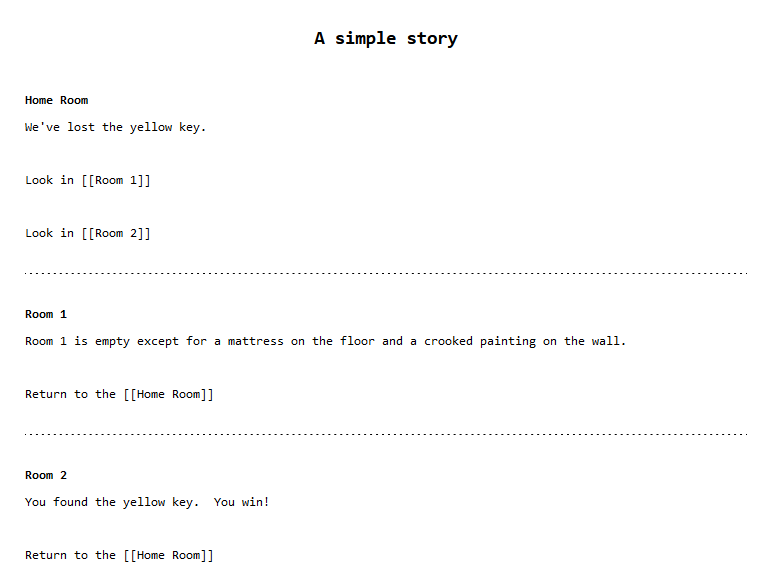 A simple story
Home Room
We've lost the yellow key.
Look in [[Room 1]]
Look in [[Room 2]]
Room 1
Room 1 is empty except for a mattress on the floor and a crooked painting on the wall.
Return to the [[Home Room]]
Room 2
You found the yellow key.  You win!
Return to the [[Home Room]]